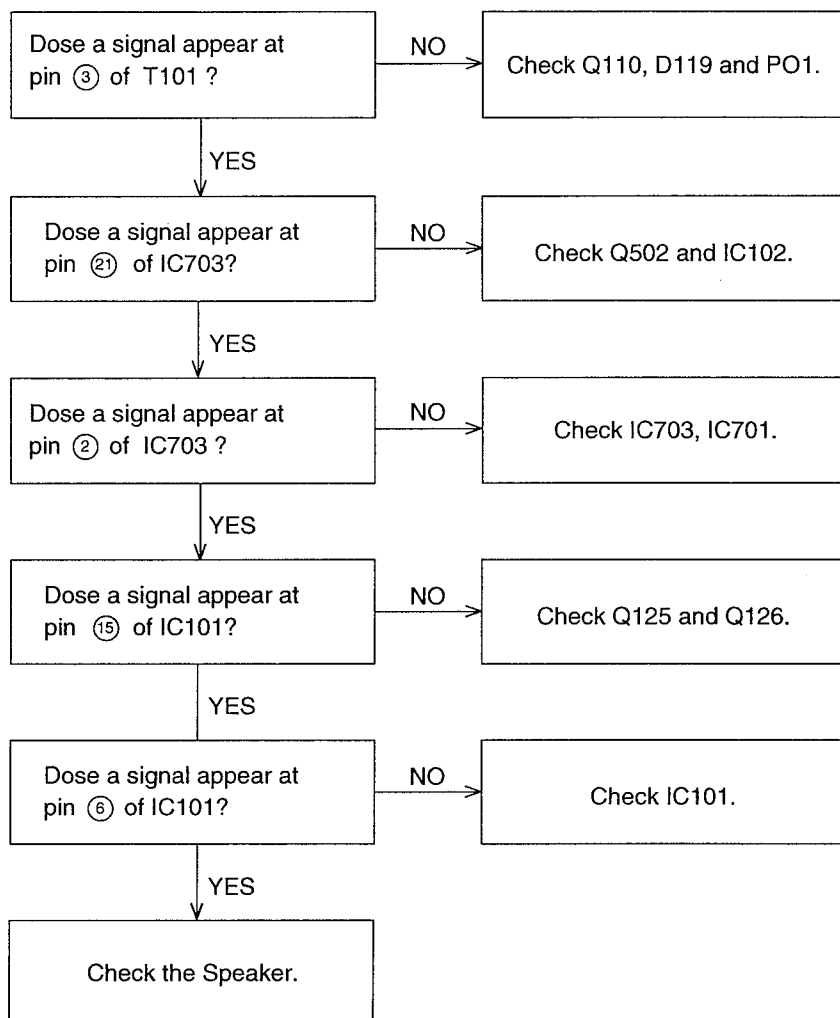 Dose a signal appear at
pin ③ of T101 ?
NO
Check Q110, D119 and PO1.
YES
Dose a signal appear at
pin ㉑ of IC703?
NO
Check Q502 and IC102.
YES
Dose a signal appear at
pin ② of IC703 ?
NO
Check IC703, IC701.
YES
Dose a signal appear at
pin ⑮ of IC101?
NO
Check Q125 and Q126.
YES
Dose a signal appear at
pin ⑥ of IC101?
NO
Check IC101.
YES
Check the Speaker.